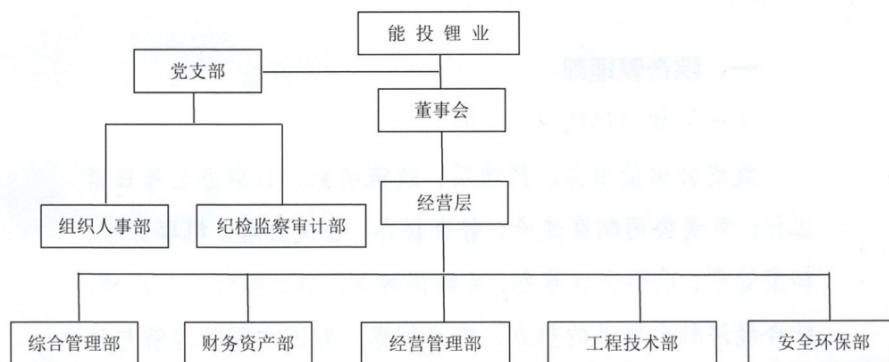 能投锂业
党支部
董事会
经营层
组织人事部
纪检监察审计部
综合管理部
财务资产部
经营管理部
工程技术部
安全环保部